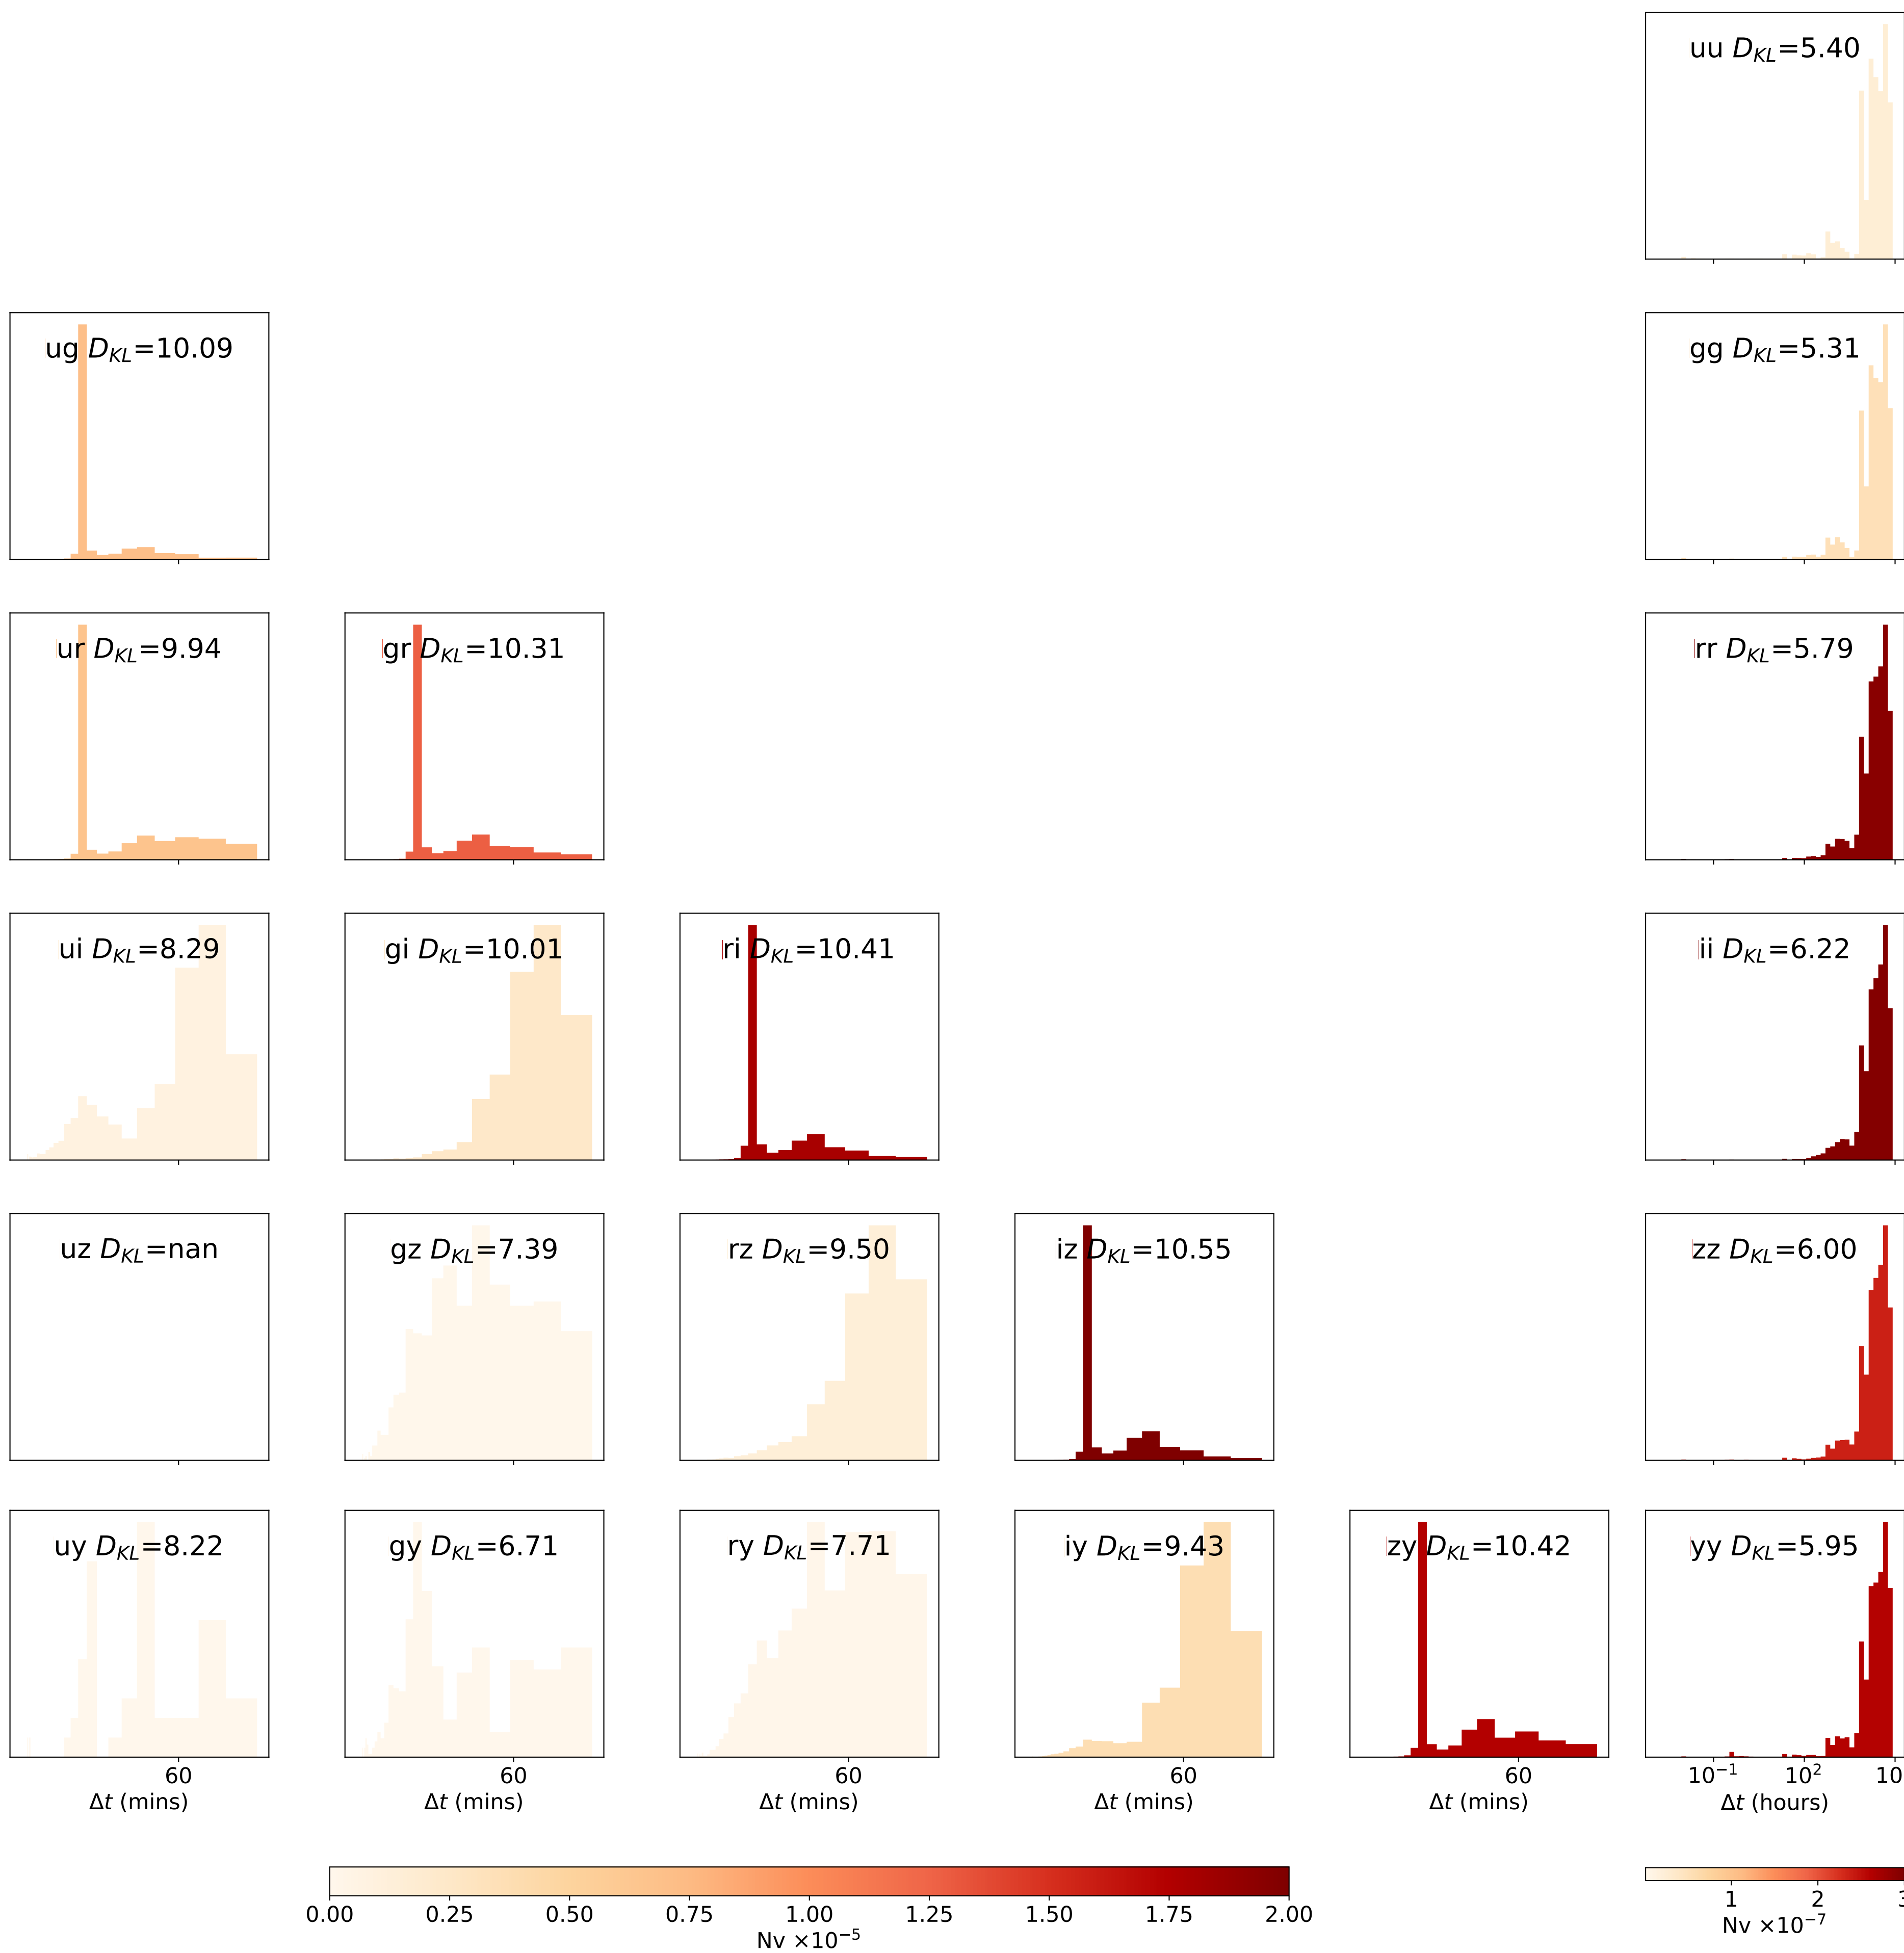 uu D_KL=5.40
ug D_KL=10.09
gg D_KL=5.31
ur D_KL=9.94
gr D_KL=10.31
rr D_KL=5.79
ui D_KL=8.29
gi D_KL=10.01
ri D_KL=10.41
ii D_KL=6.22
uz D_KL=nan
gz D_KL=7.39
rz D_KL=9.50
iz D_KL=10.55
zz D_KL=6.00
uy D_KL=8.22
gy D_KL=6.71
ry D_KL=7.71
iy D_KL=9.43
zy D_KL=10.42
yy D_KL=5.95
60 60 60 60 60 10⁻¹ 10² 10
Δt (mins) Δt (mins) Δt (mins) Δt (mins) Δt (mins) Δt (hours)
0.00 0.25 0.50 0.75 1.00 1.25 1.50 1.75 2.00
Nv ×10⁻⁵
1 2
Nv ×10⁻⁷